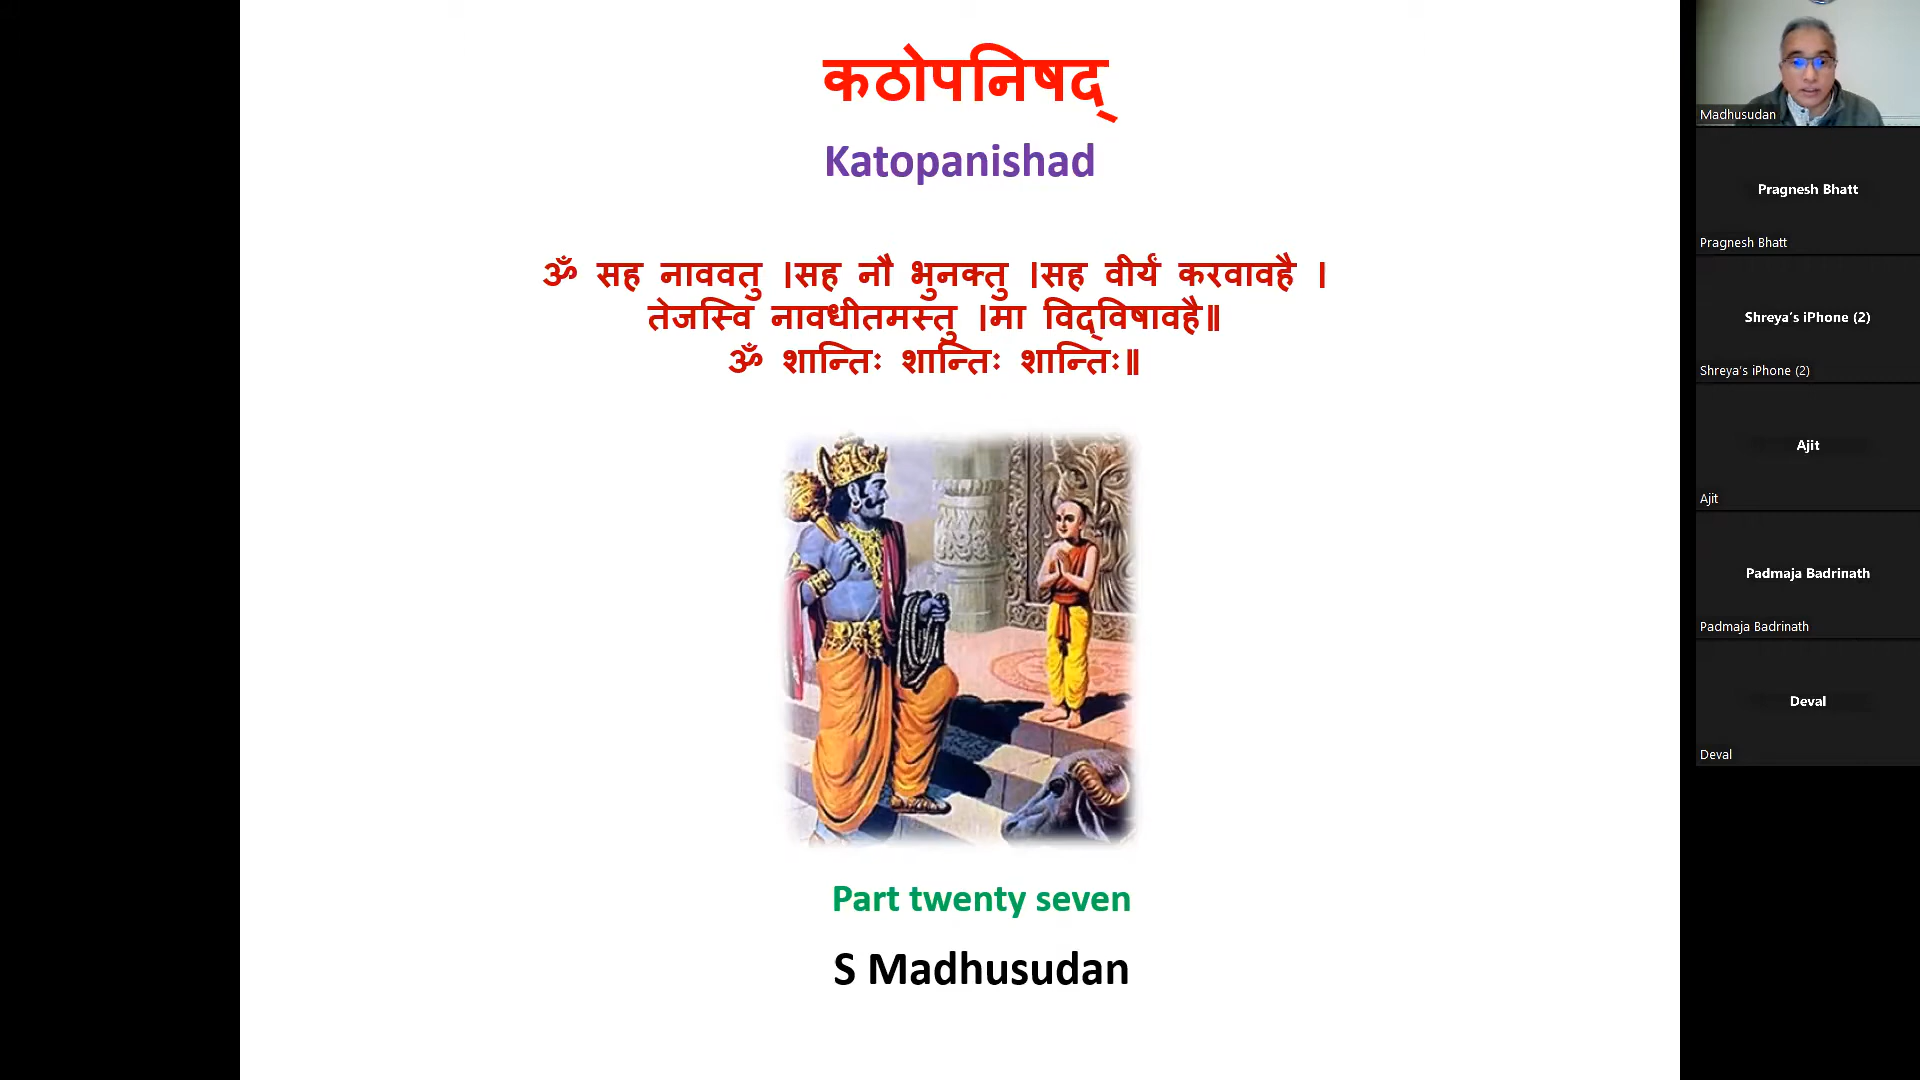 कठोपनिषद्
Katopanishad
ॐ सह नाववतु ।सह नौ भुनक्तु ।सह वीर्यं करवावहै ।
तेजस्वि नावधीतमस्तु ।मा विद्विषावहै॥
ॐ शान्तिः शान्तिः शान्तिः॥
Part twenty seven
S Madhusudan
Madhusudan
Pragnesh Bhatt
Pragnesh Bhatt
Shreya's iPhone (2)
Shreya's iPhone (2)
Ajit
Ajit
Padmaja Badrinath
Padmaja Badrinath
Deval
Deval